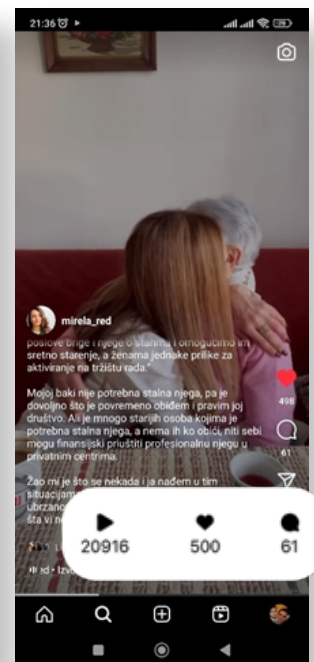 21:36
mirela_red
poslove brige i njege o starima i omogućimo im
sretno starenje, a ženama jednake prilike za
aktiviranje na tržištu rada."
Mojoj baki nije potrebna stalna njega, pa je
dovoljno što je povremeno obiđem i pravim joj
društvo. Ali je mnogo starijih osoba kojima je
potrebna stalna njega, a nema ih ko obići, niti sebi
mogu finansijski priuštiti profesionalnu njegu u
privatnim centrima.
498
61
Žao mi je što se nekada i ja nađem u tim
situacijama
ubrzano
šta vi
20916
500
61